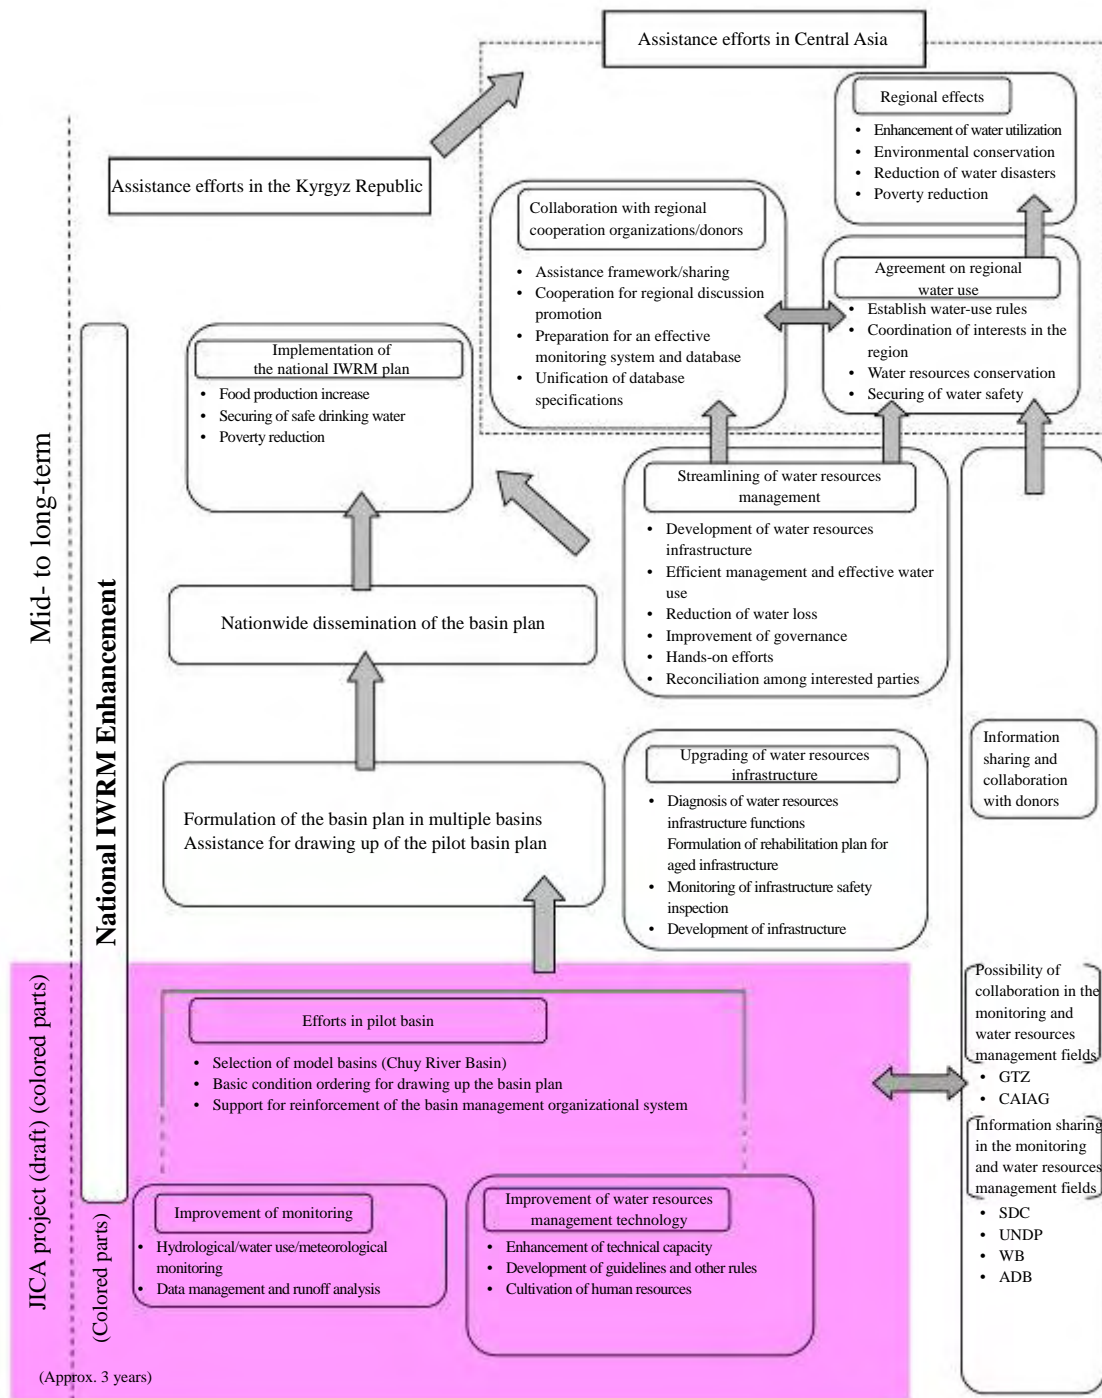 Assistance efforts in Central Asia
Regional effects
• Enhancement of water utilization
• Environmental conservation
• Reduction of water disasters
• Poverty reduction
Assistance efforts in the Kyrgyz Republic
Collaboration with regional
cooperation organizations/donors
• Assistance framework/sharing
• Cooperation for regional discussion
promotion
• Preparation for an effective
monitoring system and database
• Unification of database
specifications
Agreement on regional
water use
• Establish water-use rules
• Coordination of interests in the
region
• Water resources conservation
• Securing of water safety
Implementation of
the national IWRM plan
• Food production increase
• Securing of safe drinking water
• Poverty reduction
Streamlining of water resources
management
• Development of water resources
infrastructure
• Efficient management and effective water
use
• Reduction of water loss
• Improvement of governance
• Hands-on efforts
• Reconciliation among interested parties
Mid- to long-term
National IWRM Enhancement
Nationwide dissemination of the basin plan
Upgrading of water resources
infrastructure
• Diagnosis of water resources
infrastructure functions
Formulation of rehabilitation plan for
aged infrastructure
• Monitoring of infrastructure safety
inspection
• Development of infrastructure
Information
sharing and
collaboration
with donors
Formulation of the basin plan in multiple basins
Assistance for drawing up of the pilot basin plan
JICA project (draft) (colored parts)
(Colored parts)
(Approx. 3 years)
Efforts in pilot basin
• Selection of model basins (Chuy River Basin)
• Basic condition ordering for drawing up the basin plan
• Support for reinforcement of the basin management organizational system
Improvement of monitoring
• Hydrological/water use/meteorological
monitoring
• Data management and runoff analysis
Improvement of water resources
management technology
• Enhancement of technical capacity
• Development of guidelines and other rules
• Cultivation of human resources
Possibility of
collaboration in the
monitoring and
water resources
management fields
• GTZ
• CAIAG
Information sharing
in the monitoring
and water resources
management fields
• SDC
• UNDP
• WB
• ADB